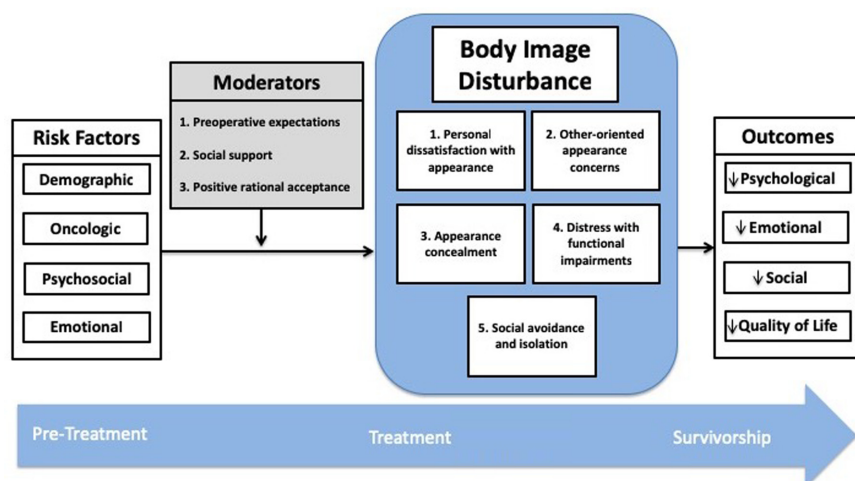 Risk Factors
Demographic
Oncologic
Psychosocial
Emotional
Moderators
1. Preoperative expectations
2. Social support
3. Positive rational acceptance
Body Image
Disturbance
1. Personal
dissatisfaction with
appearance
2. Other-oriented
appearance
concerns
3. Appearance
concealment
4. Distress with
functional
impairments
5. Social avoidance
and isolation
Outcomes
↓Psychological
↓Emotional
↓Social
↓Quality of Life
Pre-Treatment
Treatment
Survivorship